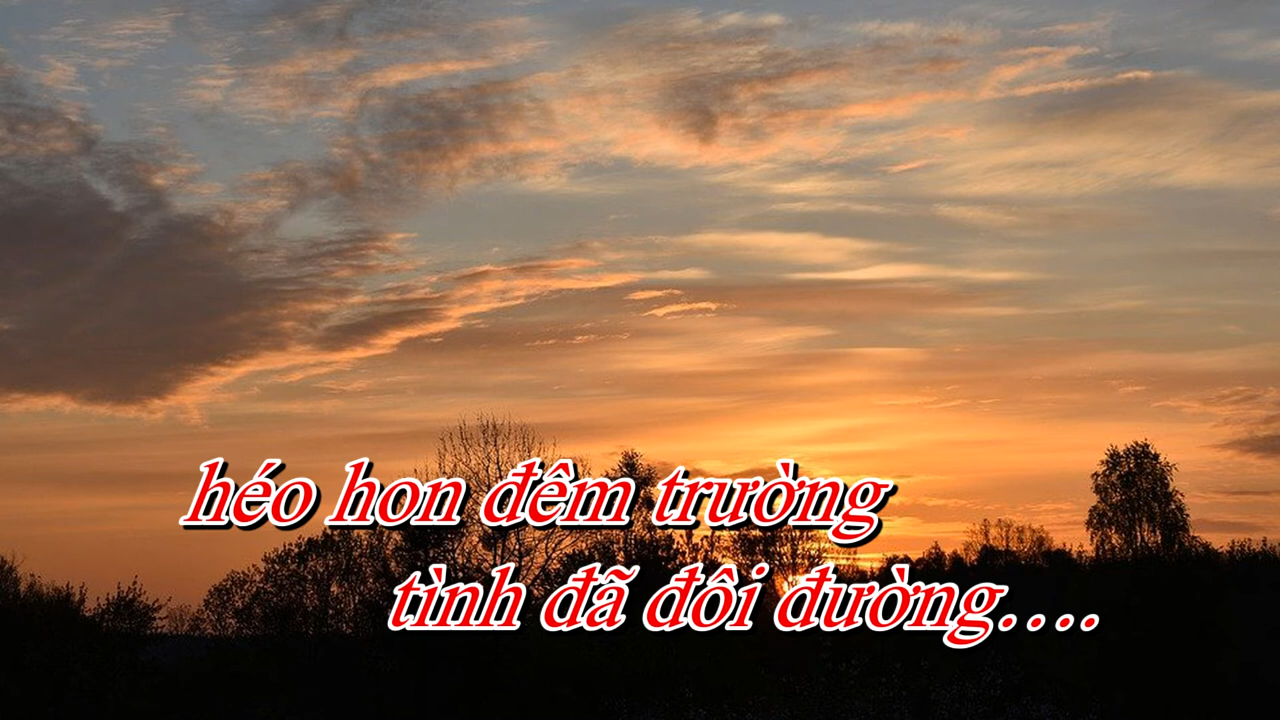 héo hon đêm trường
tình đã đôi đường....